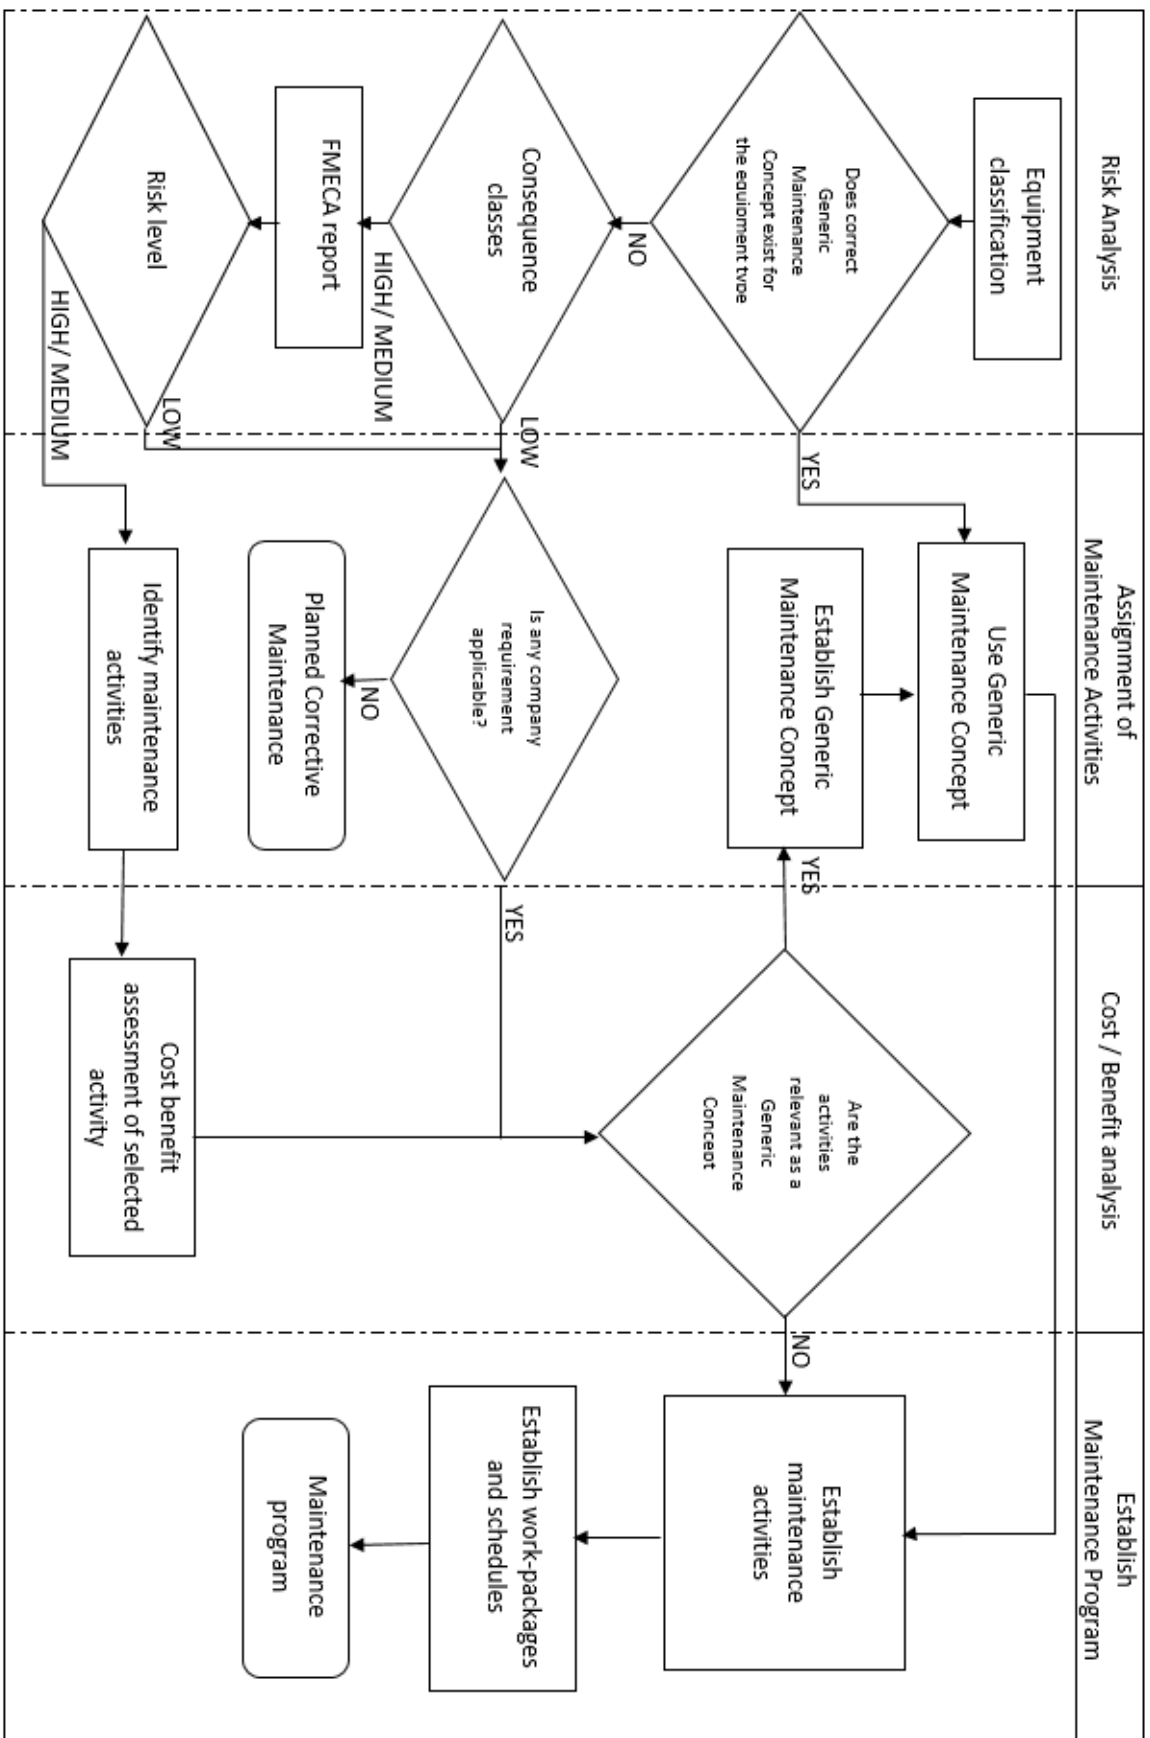 Risk Analysis
Assignment of
Maintenance Activities
Cost / Benefit analysis
Establish
Maintenance Program
Equipment
classification
Does correct
Generic
Maintenance
Concept exist for
the equipment type
NO
YES
Consequence
classes
HIGH/ MEDIUM
LOW
FMECA report
Risk level
LOW
HIGH/ MEDIUM
Use Generic
Maintenance Concept
Establish Generic
Maintenance Concept
YES
Is any company
requirement
applicable?
NO
YES
Planned Corrective
Maintenance
Identify maintenance
activities
Are the
activities
relevant as a
Generic
Maintenance
Concept
NO
Cost benefit
assessment of selected
activity
Establish
maintenance
activities
Establish work-packages
and schedules
Maintenance
program